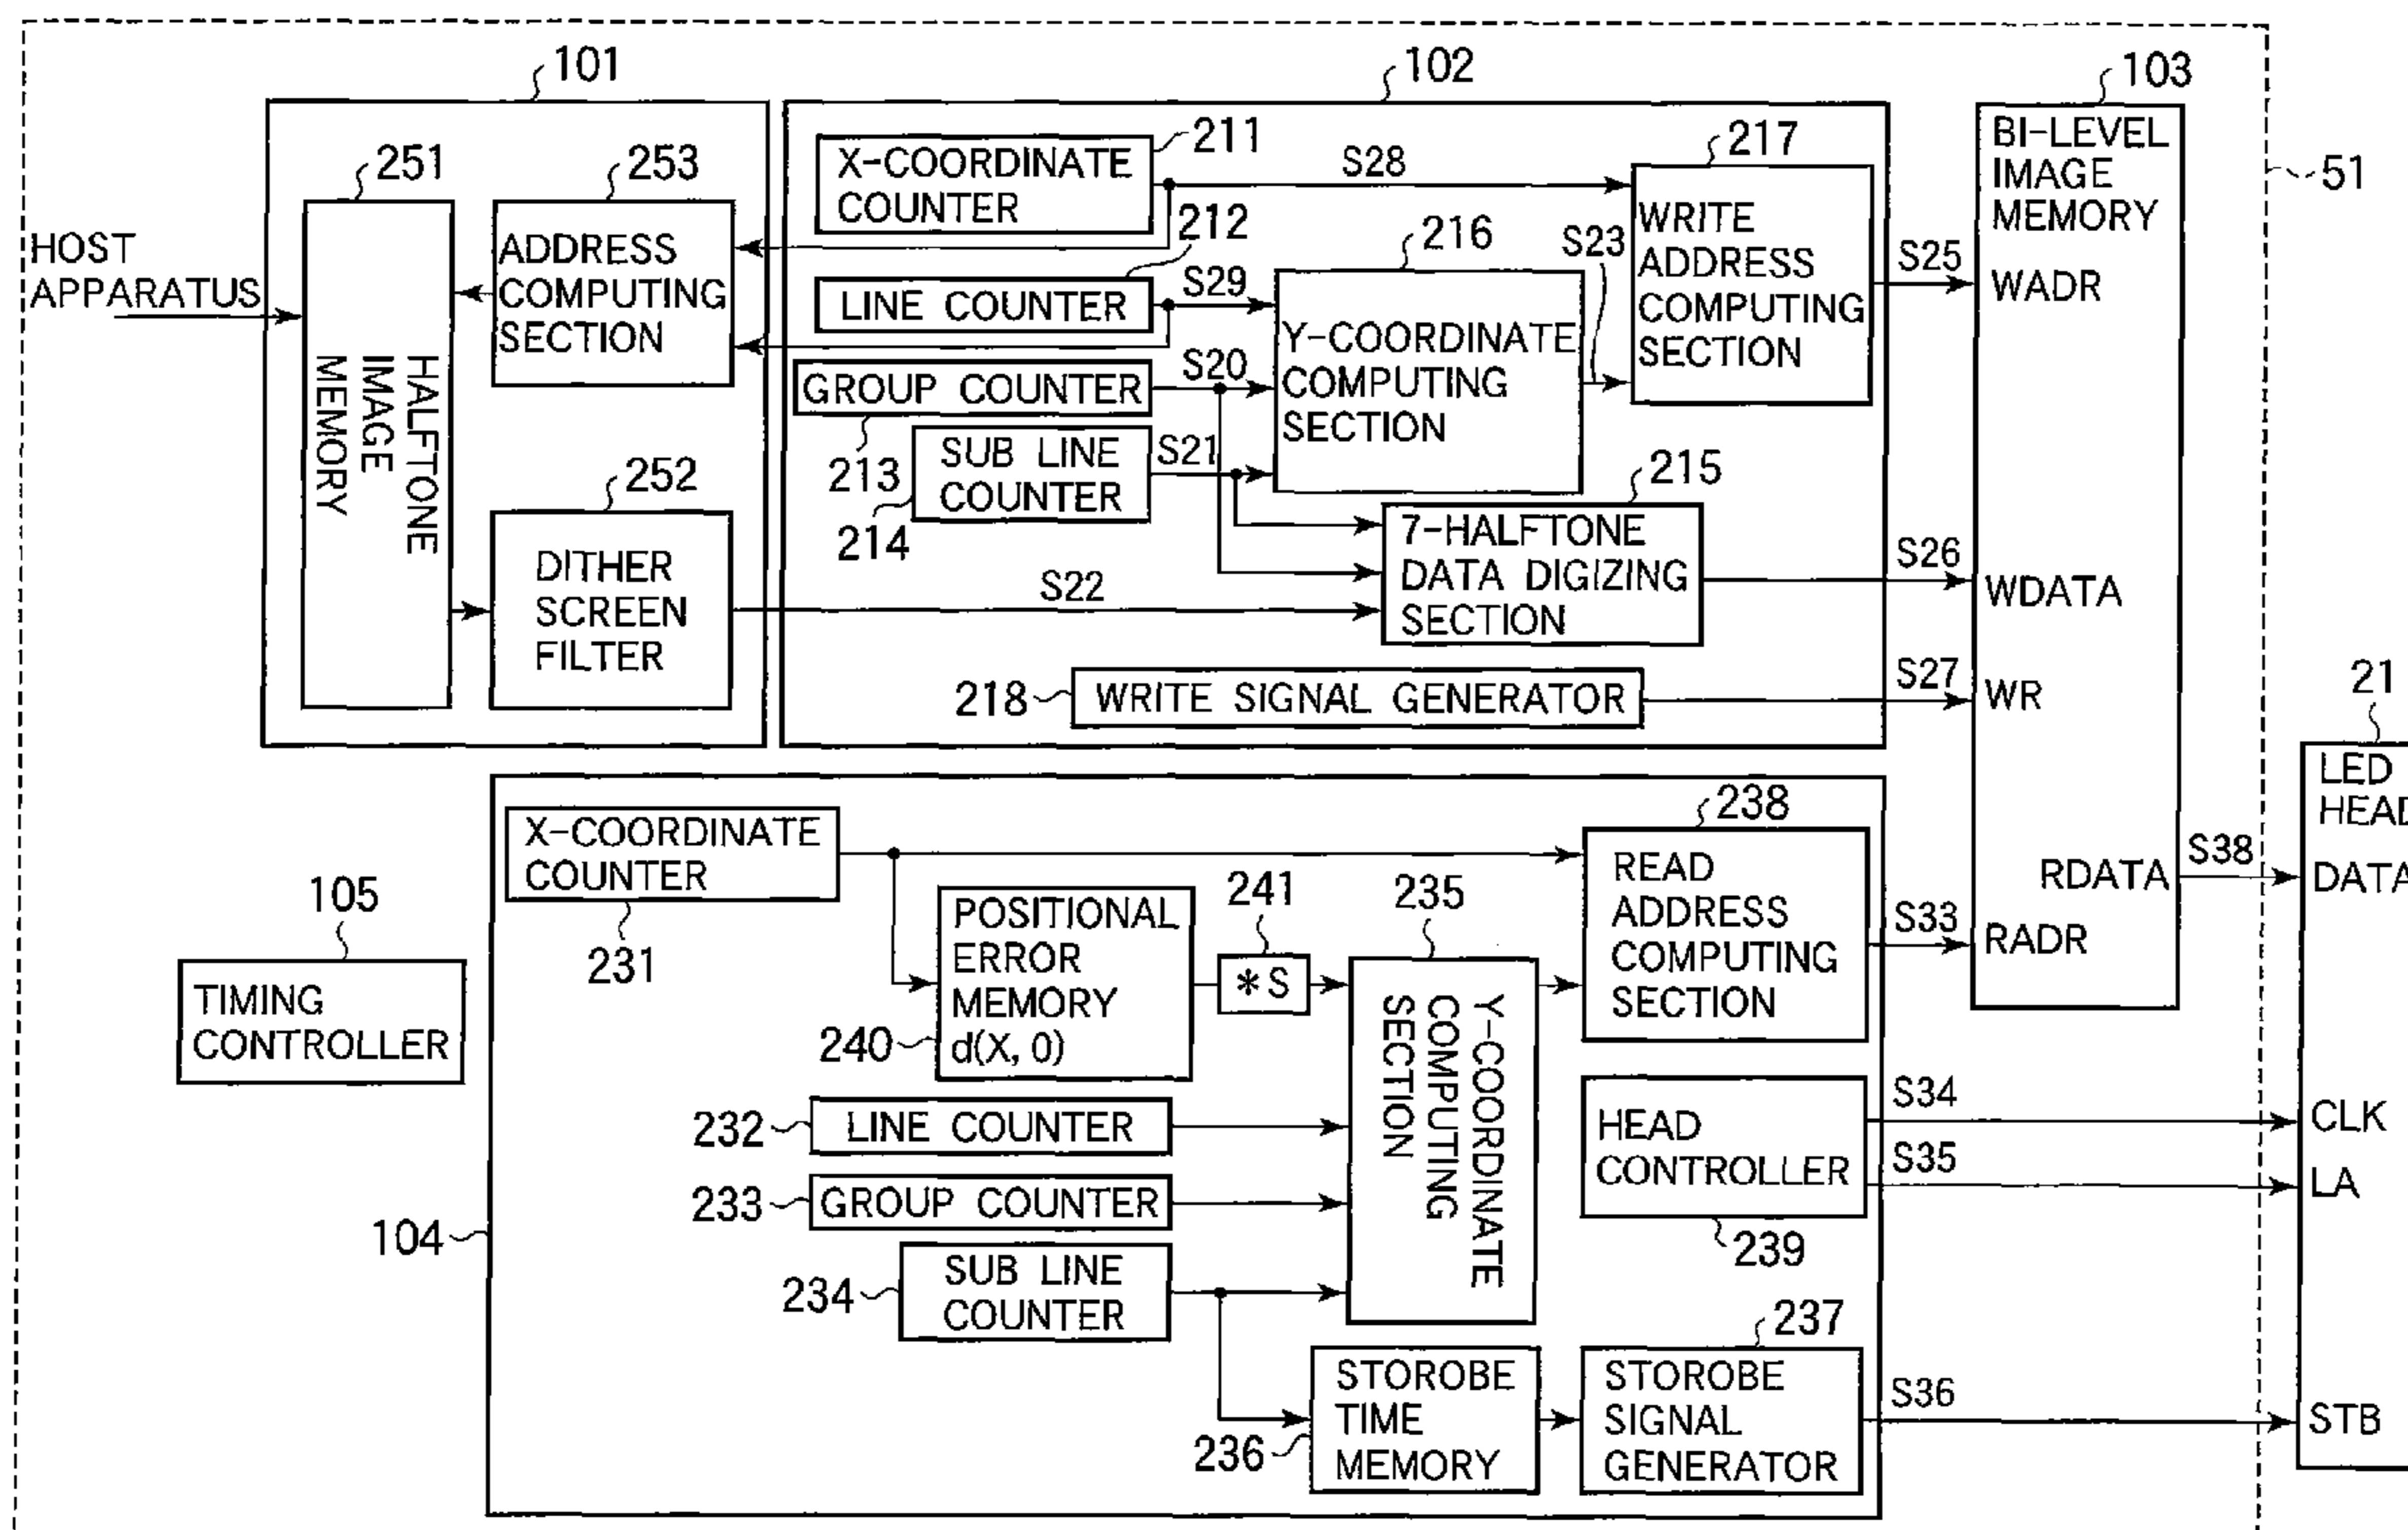 101
102
103
51
HOST
APPARATUS
251
253
HALFTONE
IMAGE
MEMORY
ADDRESS
COMPUTING
SECTION
252
DITHER
SCREEN
FILTER
X-COORDINATE
COUNTER
211
S28
212
LINE COUNTER
S29
GROUP COUNTER
S20
213
SUB LINE
COUNTER
S21
214
216
Y-COORDINATE
COMPUTING
SECTION
S23
217
WRITE
ADDRESS
COMPUTING
SECTION
S25
215
7-HALFTONE
DATA DIGIZING
SECTION
S22
S26
218
WRITE SIGNAL GENERATOR
S27
BI-LEVEL
IMAGE
MEMORY
WADR
WDATA
WR
RDATA
RADR
S38
21
LED
HEAD
DATA
CLK
LA
STB
105
TIMING
CONTROLLER
104
X-COORDINATE
COUNTER
231
POSITIONAL
ERROR
MEMORY
d(X, 0)
240
241
*S
235
Y-COORDINATE
COMPUTING
SECTION
238
READ
ADDRESS
COMPUTING
SECTION
S33
232
LINE COUNTER
233
GROUP COUNTER
234
SUB LINE
COUNTER
HEAD
CONTROLLER
239
S34
S35
236
STOROBE
TIME
MEMORY
237
STOROBE
SIGNAL
GENERATOR
S36